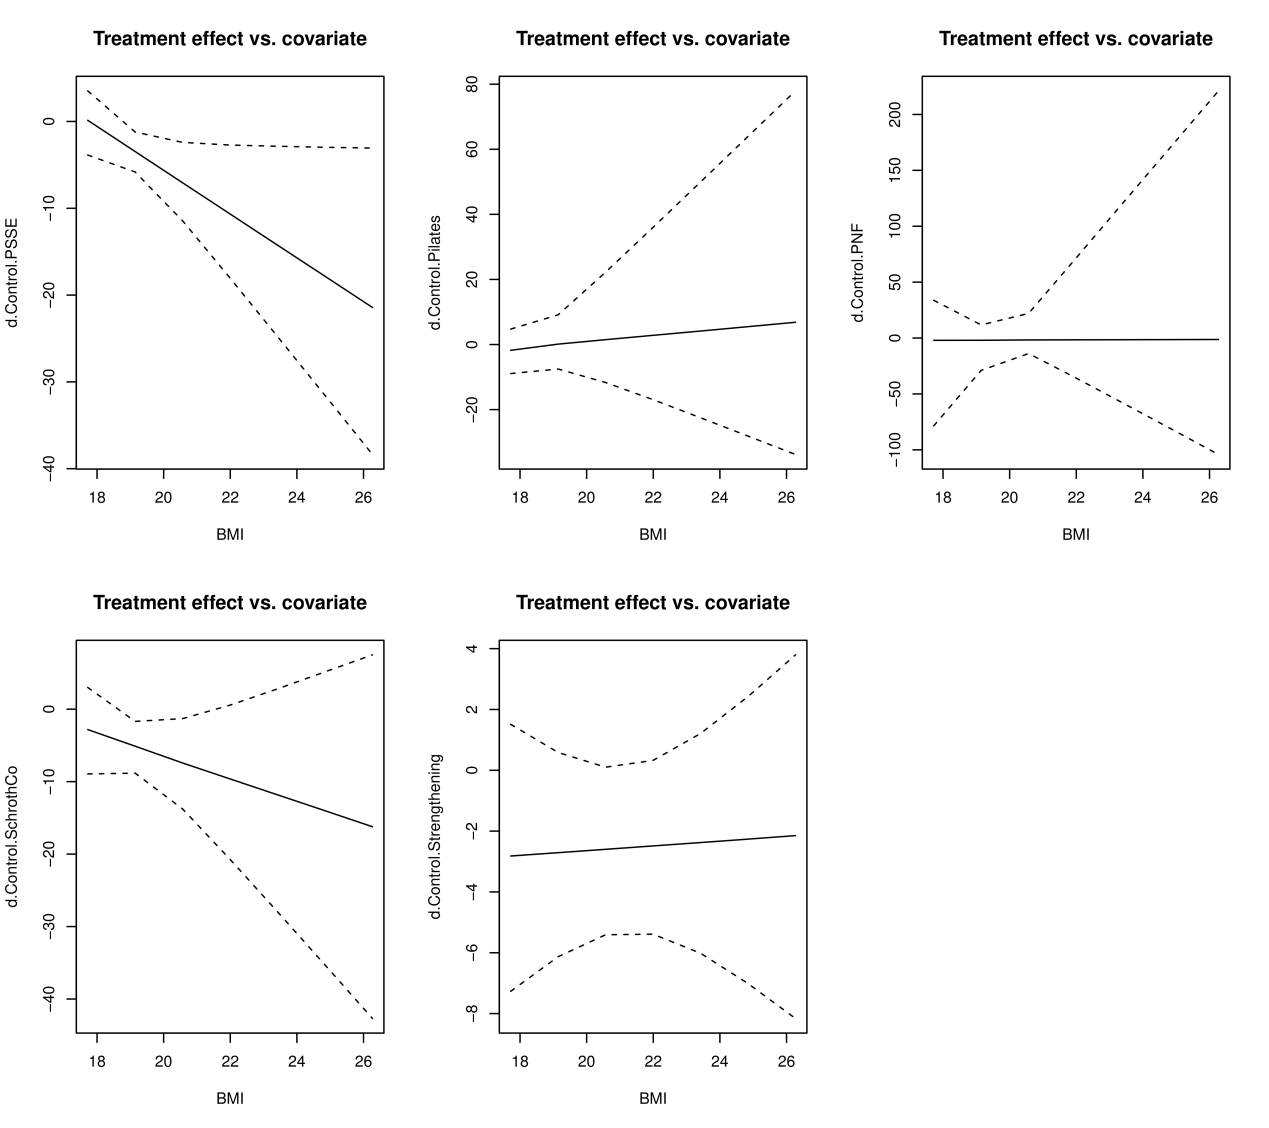 Treatment effect vs. covariate
d.Control.PSSE
0
−10
−20
−30
−40
18 20 22 24 26
BMI
Treatment effect vs. covariate
d.Control.Pilates
80
60
40
20
0
−20
18 20 22 24 26
BMI
Treatment effect vs. covariate
d.Control.PNF
200
150
100
50
0
−50
−100
18 20 22 24 26
BMI
Treatment effect vs. covariate
d.Control.SchrothCo
0
−10
−20
−30
−40
18 20 22 24 26
BMI
Treatment effect vs. covariate
d.Control.Strengthening
4
2
0
−2
−4
−6
−8
18 20 22 24 26
BMI